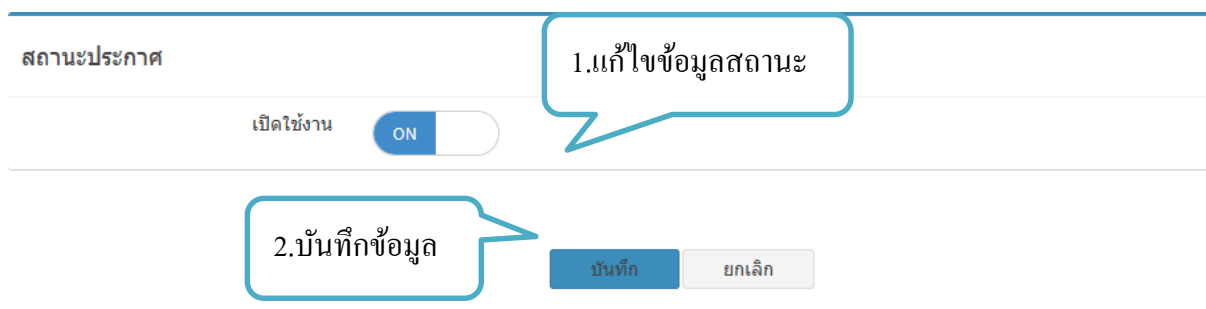 สถานะประกาศ
1.แก้ไขข้อมูลสถานะ
เปิดใช้งาน
ON
2.บันทึกข้อมูล
บันทึก
ยกเลิก